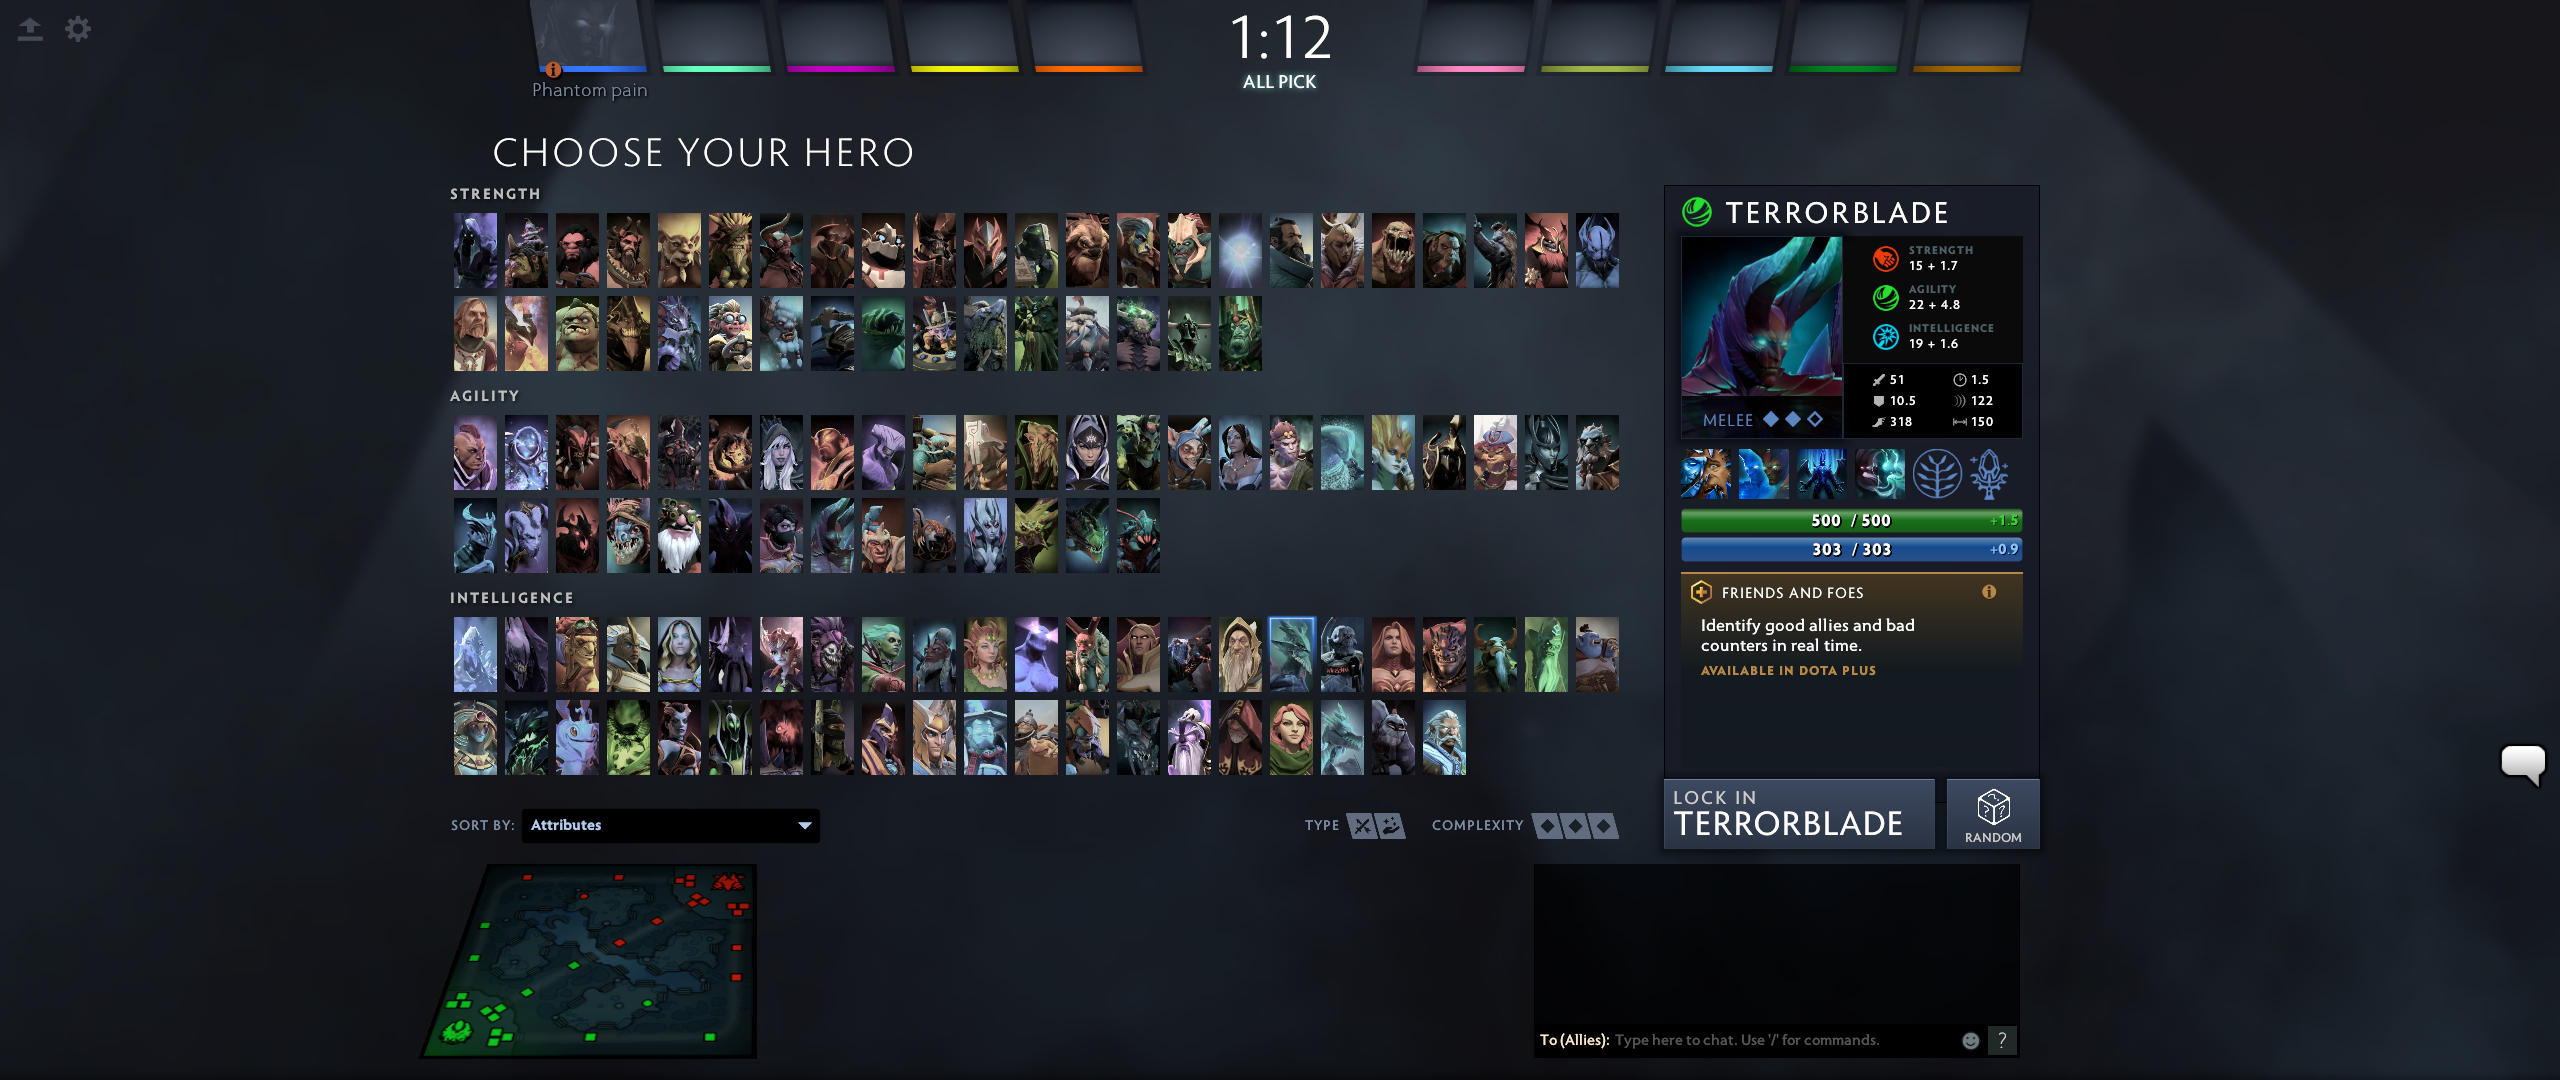 1:12
ALL PICK
Phantom pain
CHOOSE YOUR HERO
STRENGTH
AGILITY
INTELLIGENCE
TERRORBLADE
STRENGTH
15 + 1.7
AGILITY
22 + 4.8
INTELLIGENCE
19 + 1.6
MELEE
51 1.5
10.5 122
318 150
500 / 500 +1.5
303 / 303 +0.9
FRIENDS AND FOES
Identify good allies and bad
counters in real time.
AVAILABLE IN DOTA PLUS
LOCK IN
TERRORBLADE
RANDOM
SORT BY: Attributes
TYPE COMPLEXITY
To (Allies): Type here to chat. Use '/' for commands. ?